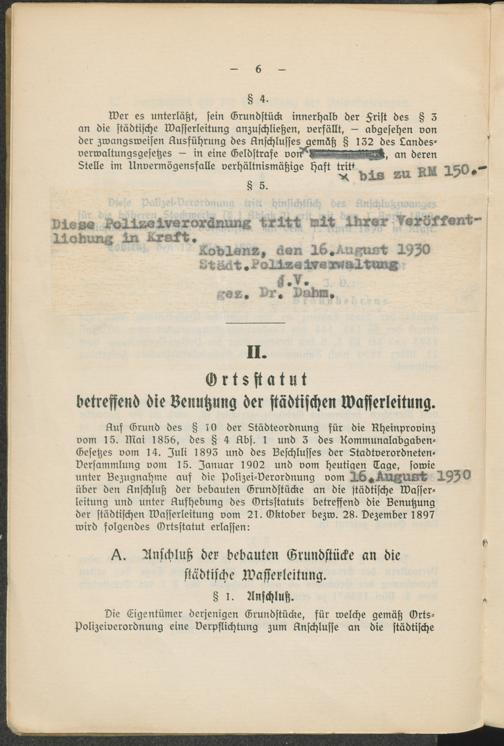 — 6 —
§ 4.
Wer es unterläßt, sein Grundstück innerhalb der Frist des § 3
an die städtische Wasserleitung anzuschließen, verfällt, — abgesehen von
der zwangsweisen Ausführung des Anschlusses gemäß § 132 des Landes-
verwaltungsgesetzes — in eine Geldstrafe von , an deren
Stelle im Unvermögensfalle verhältnismäßige Haft tritt.
x bis zu RM 150.-
§ 5.
Diese Polizeiverordnung tritt mit ihrer Veröffent-
lichung in Kraft.
Koblenz, den 16.August 1930
Städt.Polizeiverwaltung
J.V.
gez. Dr. Dahm.
II.
Ortsstatut
betreffend die Benutzung der städtischen Wasserleitung.
Auf Grund des § 10 der Städteordnung für die Rheinprovinz
vom 15. Mai 1856, des § 4 Abs. 1 und 3 des Kommunalabgaben-
Gesetzes vom 14. Juli 1893 und des Beschlusses der Stadtverordneten-
Versammlung vom 15. Januar 1902 und vom heutigen Tage, sowie
unter Bezugnahme auf die Polizei-Verordnung vom 16.August 1930
über den Anschluß der bebauten Grundstücke an die städtische Wasser-
leitung und unter Aufhebung des Ortsstatuts betreffend die Benutzung
der städtischen Wasserleitung vom 21. Oktober bezw. 28. Dezember 1897
wird folgendes Ortsstatut erlassen:
A. Anschluß der bebauten Grundstücke an die
städtische Wasserleitung.
§ 1. Anschluß.
Die Eigentümer derjenigen Grundstücke, für welche gemäß Orts-
Polizeiverordnung eine Verpflichtung zum Anschlusse an die städtische